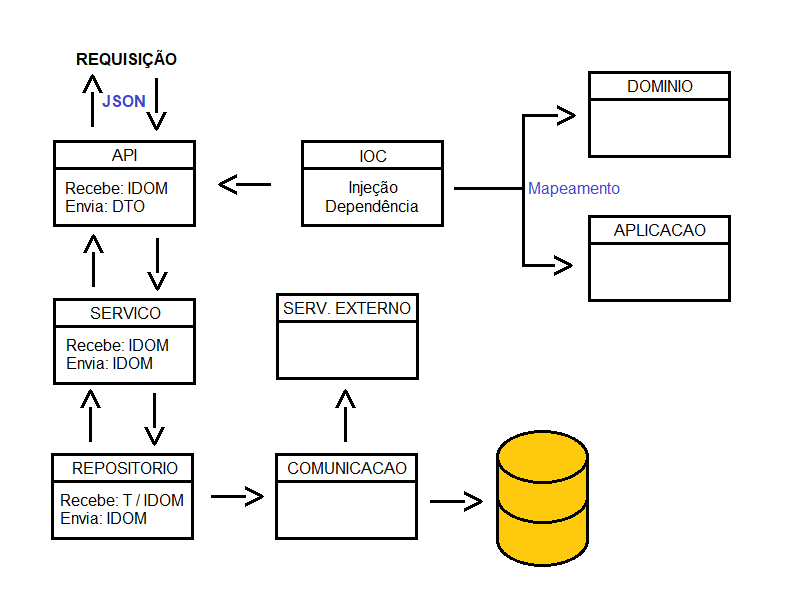 REQUISIÇÃO
JSON
DOMINIO
API
Recebe: IDOM
Envia: DTO
IOC
Injeção
Dependência
Mapeamento
APLICACAO
SERVICO
Recebe: IDOM
Envia: IDOM
SERV. EXTERNO
REPOSITORIO
Recebe: T / IDOM
Envia: IDOM
COMUNICACAO